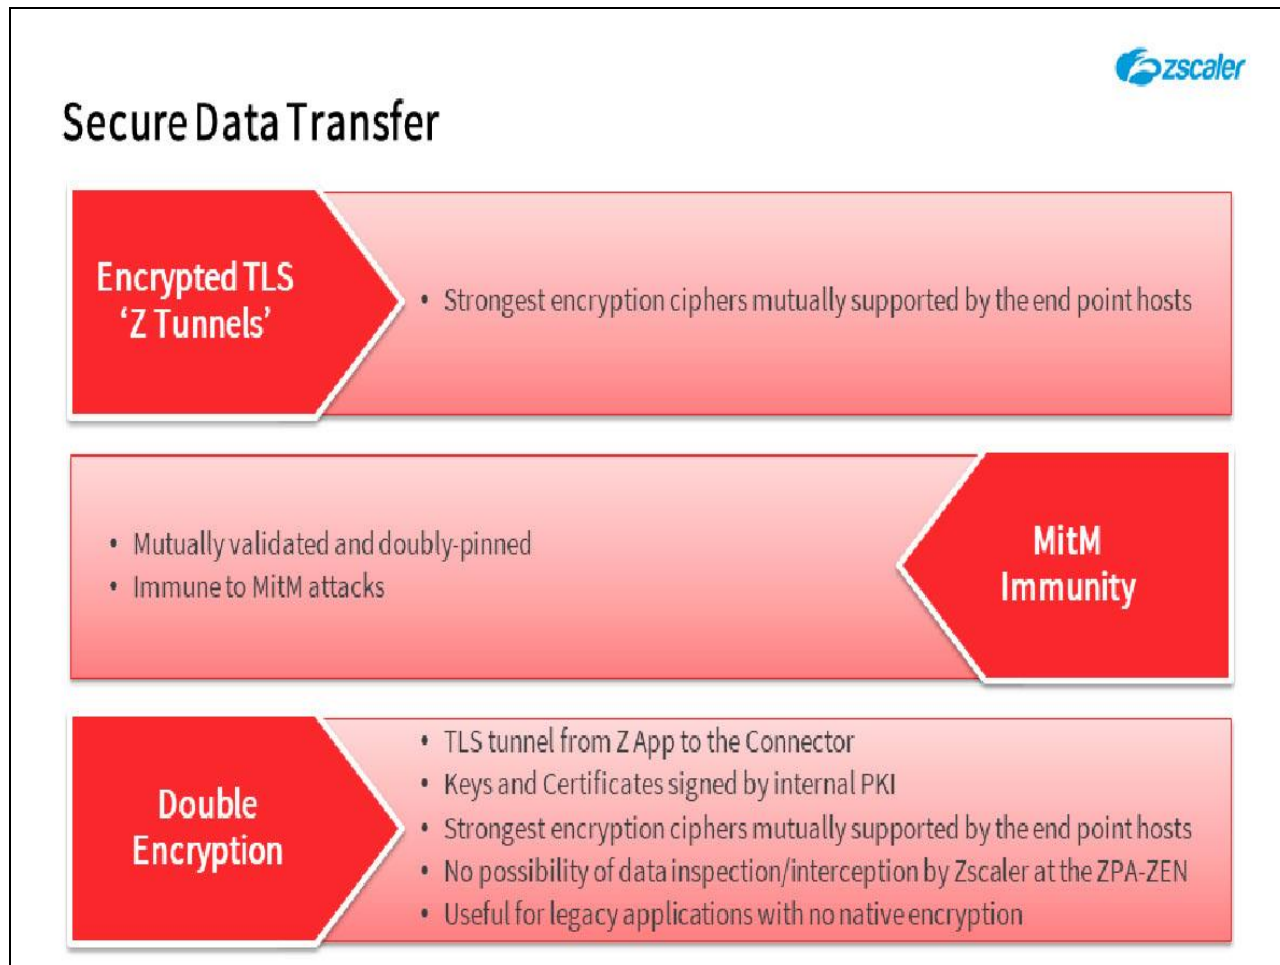 zscaler
Secure Data Transfer
Encrypted TLS
‘Z Tunnels’
• Strongest encryption ciphers mutually supported by the end point hosts
• Mutually validated and doubly-pinned
• Immune to MitM attacks
MitM
Immunity
Double
Encryption
• TLS tunnel from Z App to the Connector
• Keys and Certificates signed by internal PKI
• Strongest encryption ciphers mutually supported by the end point hosts
• No possibility of data inspection/interception by Zscaler at the ZPA-ZEN
• Useful for legacy applications with no native encryption